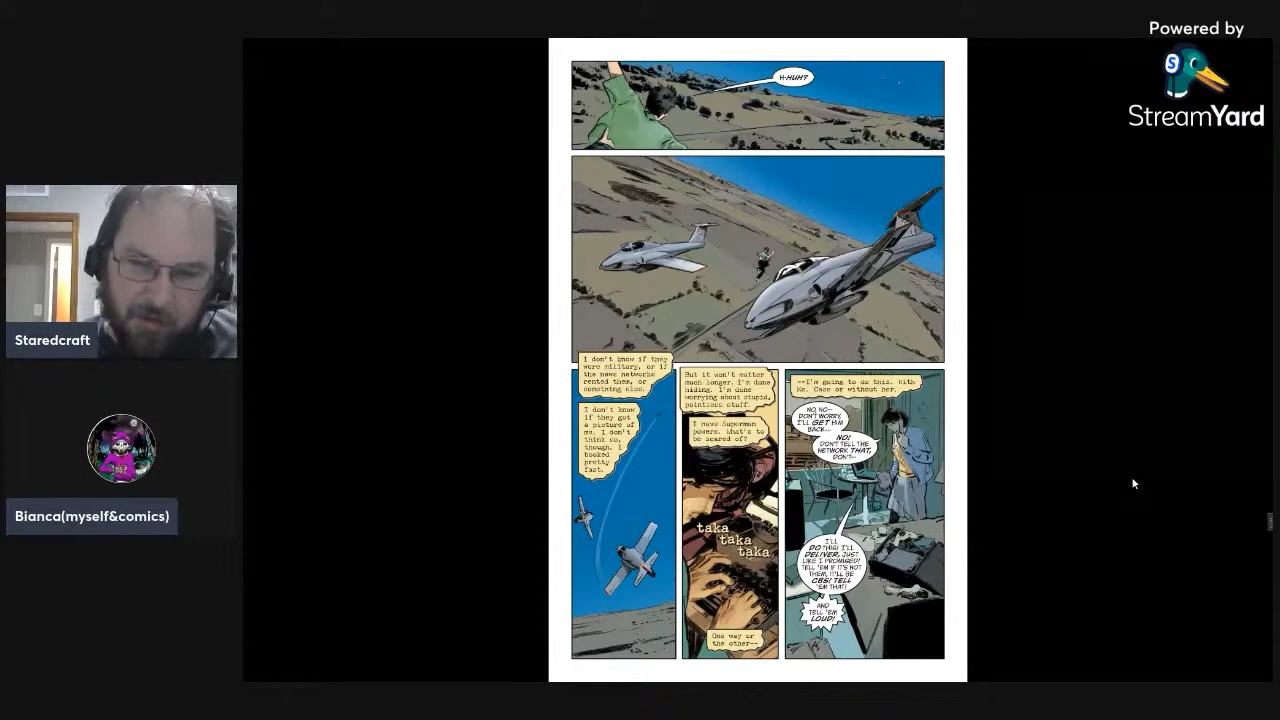 Powered by
StreamYard
Staredcraft
Bianca(myself&comics)
H-HUH?
I don't know if they
were military, or if
the news networks
rented them, or
something else.
I don't know
if they got
a picture of
me. I don't
think so,
though. I
booked
pretty
fast.
But it won't matter
much longer. I'm done
hiding. I'm done
worrying about stupid,
pointless stuff.
I have Superman
powers. What's to
be scared of?
taka
taka
taka
One way or
the other--
--I'm going to do this. With
Ms. Case or without her.
NO, NO--
DON'T WORRY.
I'LL GET HIM
BACK--
NO!
DON'T TELL THE
NETWORK THAT,
DON'T--
I'LL
DO THIS! I'LL
DELIVER, JUST
LIKE I PROMISED!
TELL 'EM IF IT'S NOT
THEM, IT'LL BE
CBS! TELL
'EM THAT!
AND
TELL 'EM
LOUD!